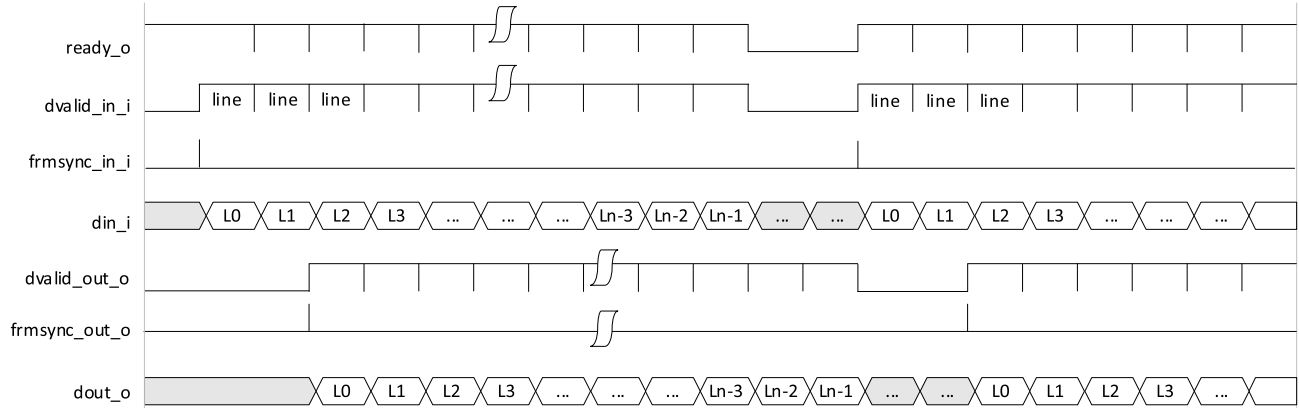 ready_o
dvalid_in_i line line line line line line
frmsync_in_i
din_i L0 L1 L2 L3 ... ... ... Ln-3 Ln-2 Ln-1 ... ... L0 L1 L2 L3 ... ... ...
dvalid_out_o
frmsync_out_o
dout_o L0 L1 L2 L3 ... ... ... Ln-3 Ln-2 Ln-1 ... ... L0 L1 L2 L3 ...